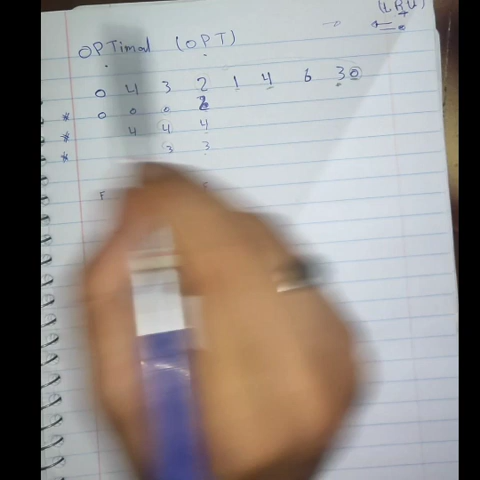 (LRU)
OPTimal (OPT)
0 4 3 2 1 4 6 3 0
* 0 0 0 2
* 4 4 4
* 3 3
F